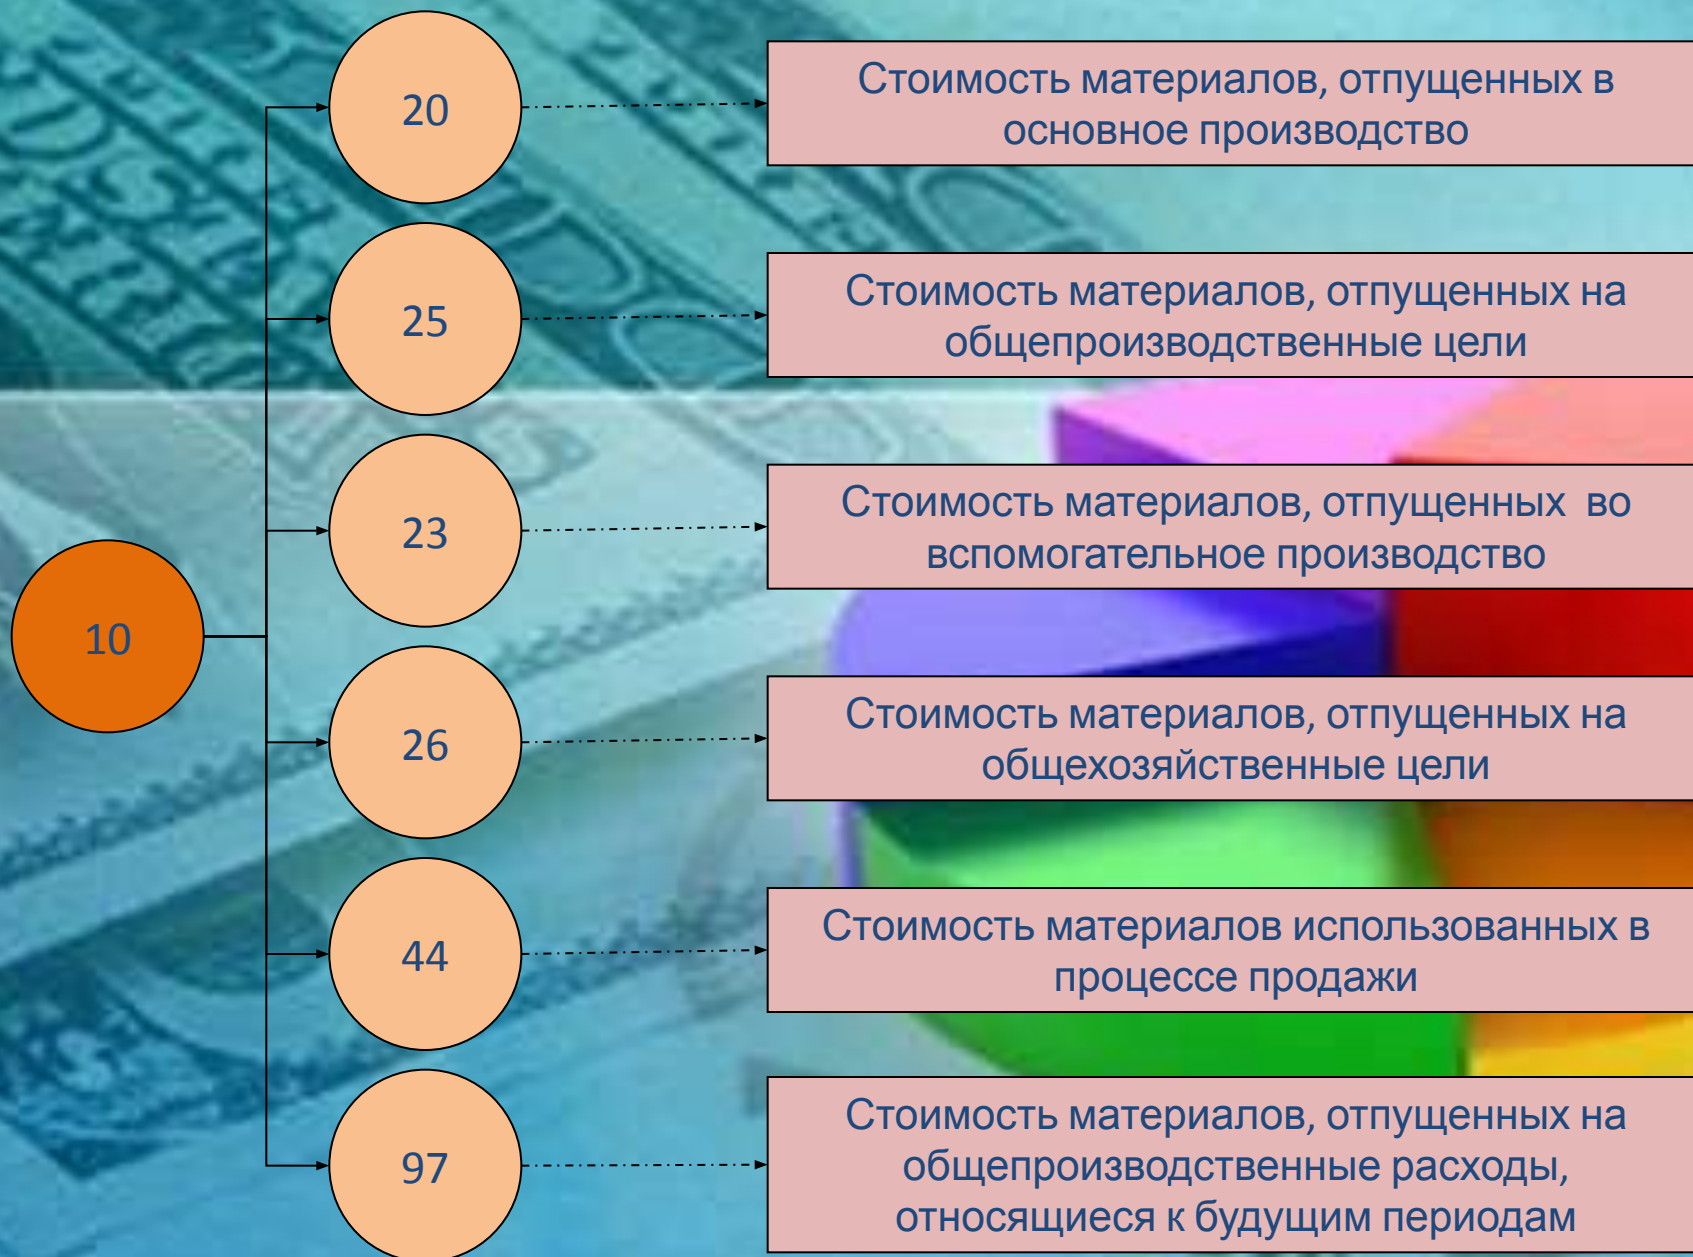 20
Стоимость материалов, отпущенных в
основное производство
25
Стоимость материалов, отпущенных на
общепроизводственные цели
23
Стоимость материалов, отпущенных во
вспомогательное производство
10
26
Стоимость материалов, отпущенных на
общехозяйственные цели
44
Стоимость материалов использованных в
процессе продажи
97
Стоимость материалов, отпущенных на
общепроизводственные расходы,
относящиеся к будущим периодам